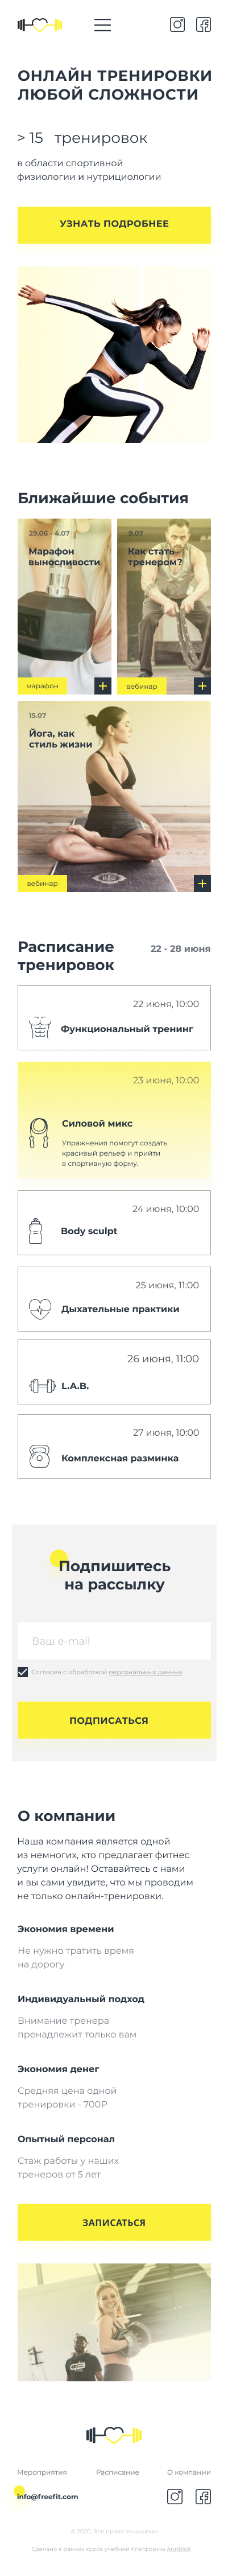 ОНЛАЙН ТРЕНИРОВКИ
ЛЮБОЙ СЛОЖНОСТИ
> 15 тренировок
в области спортивной
физиологии и нутрициологии
УЗНАТЬ ПОДРОБНЕЕ
Ближайшие события
29.06 - 4.07
Марафон
выносливости
марафон
9.07
Как стать
тренером?
вебинар
15.07
Йога, как
стиль жизни
вебинар
Расписание
тренировок
22 - 28 июня
22 июня, 10:00
Функциональный тренинг
23 июня, 10:00
Силовой микс
Упражнения помогут создать
красивый рельеф и прийти
в спортивную форму.
24 июня, 10:00
Body sculpt
25 июня, 11:00
Дыхательные практики
26 июня, 11:00
L.A.B.
27 июня, 10:00
Комплексная разминка
Подпишитесь
на рассылку
Ваш e-mail
Согласен с обработкой персональных данных
ПОДПИСАТЬСЯ
О компании
Наша компания является одной
из немногих, кто предлагает фитнес
услуги онлайн! Оставайтесь с нами
и вы сами увидите, что мы проводим
не только онлайн-тренировки.
Экономия времени
Не нужно тратить время
на дорогу
Индивидуальный подход
Внимание тренера
пренадлежит только вам
Экономия денег
Средняя цена одной
тренировки - 700₽
Опытный персонал
Стаж работы у наших
тренеров от 5 лет
ЗАПИСАТЬСЯ
Мероприятия Расписание О компании
info@freefit.com
© 2020, Все права защищены